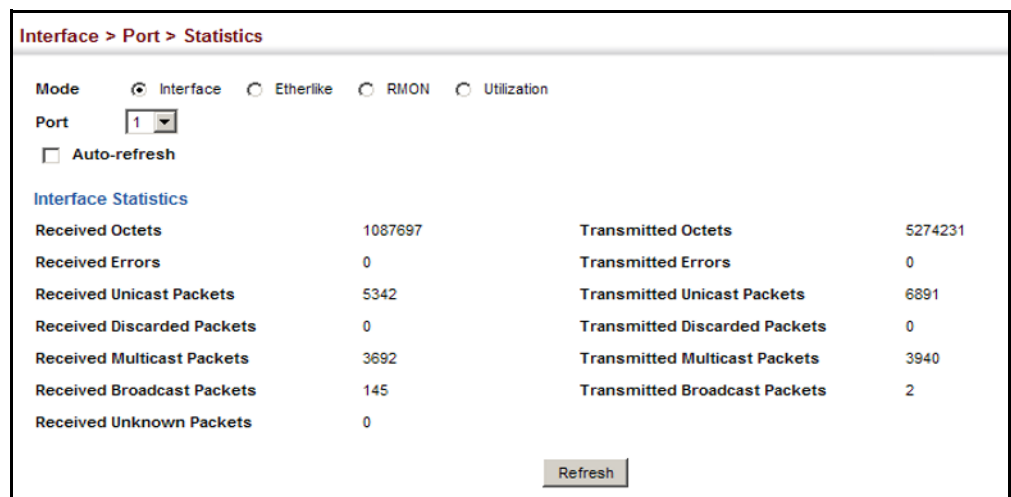 Interface > Port > Statistics
Mode Interface Etherlike RMON Utilization
Port 1
Auto-refresh
Interface Statistics
Received Octets 1087697 Transmitted Octets 5274231
Received Errors 0 Transmitted Errors 0
Received Unicast Packets 5342 Transmitted Unicast Packets 6891
Received Discarded Packets 0 Transmitted Discarded Packets 0
Received Multicast Packets 3692 Transmitted Multicast Packets 3940
Received Broadcast Packets 145 Transmitted Broadcast Packets 2
Received Unknown Packets 0
Refresh